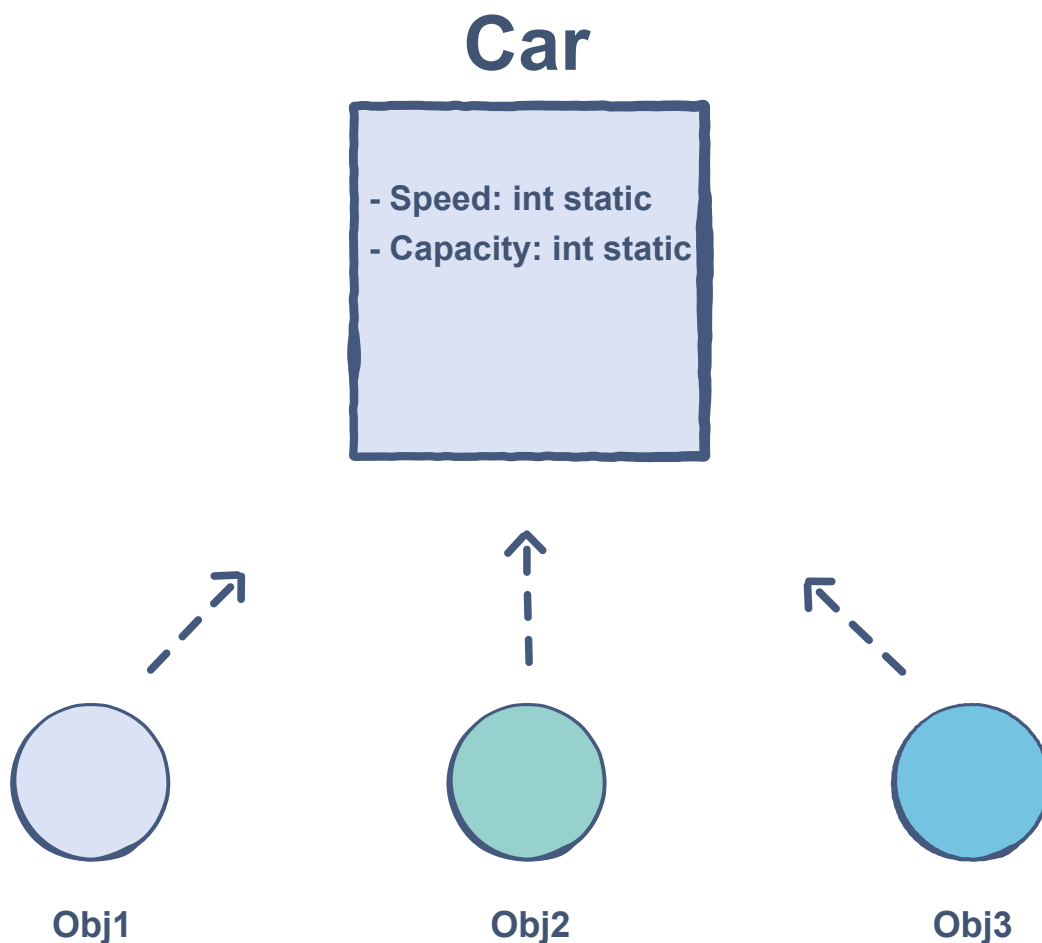 Car
- Speed: int static
- Capacity: int static
Obj1
Obj2
Obj3